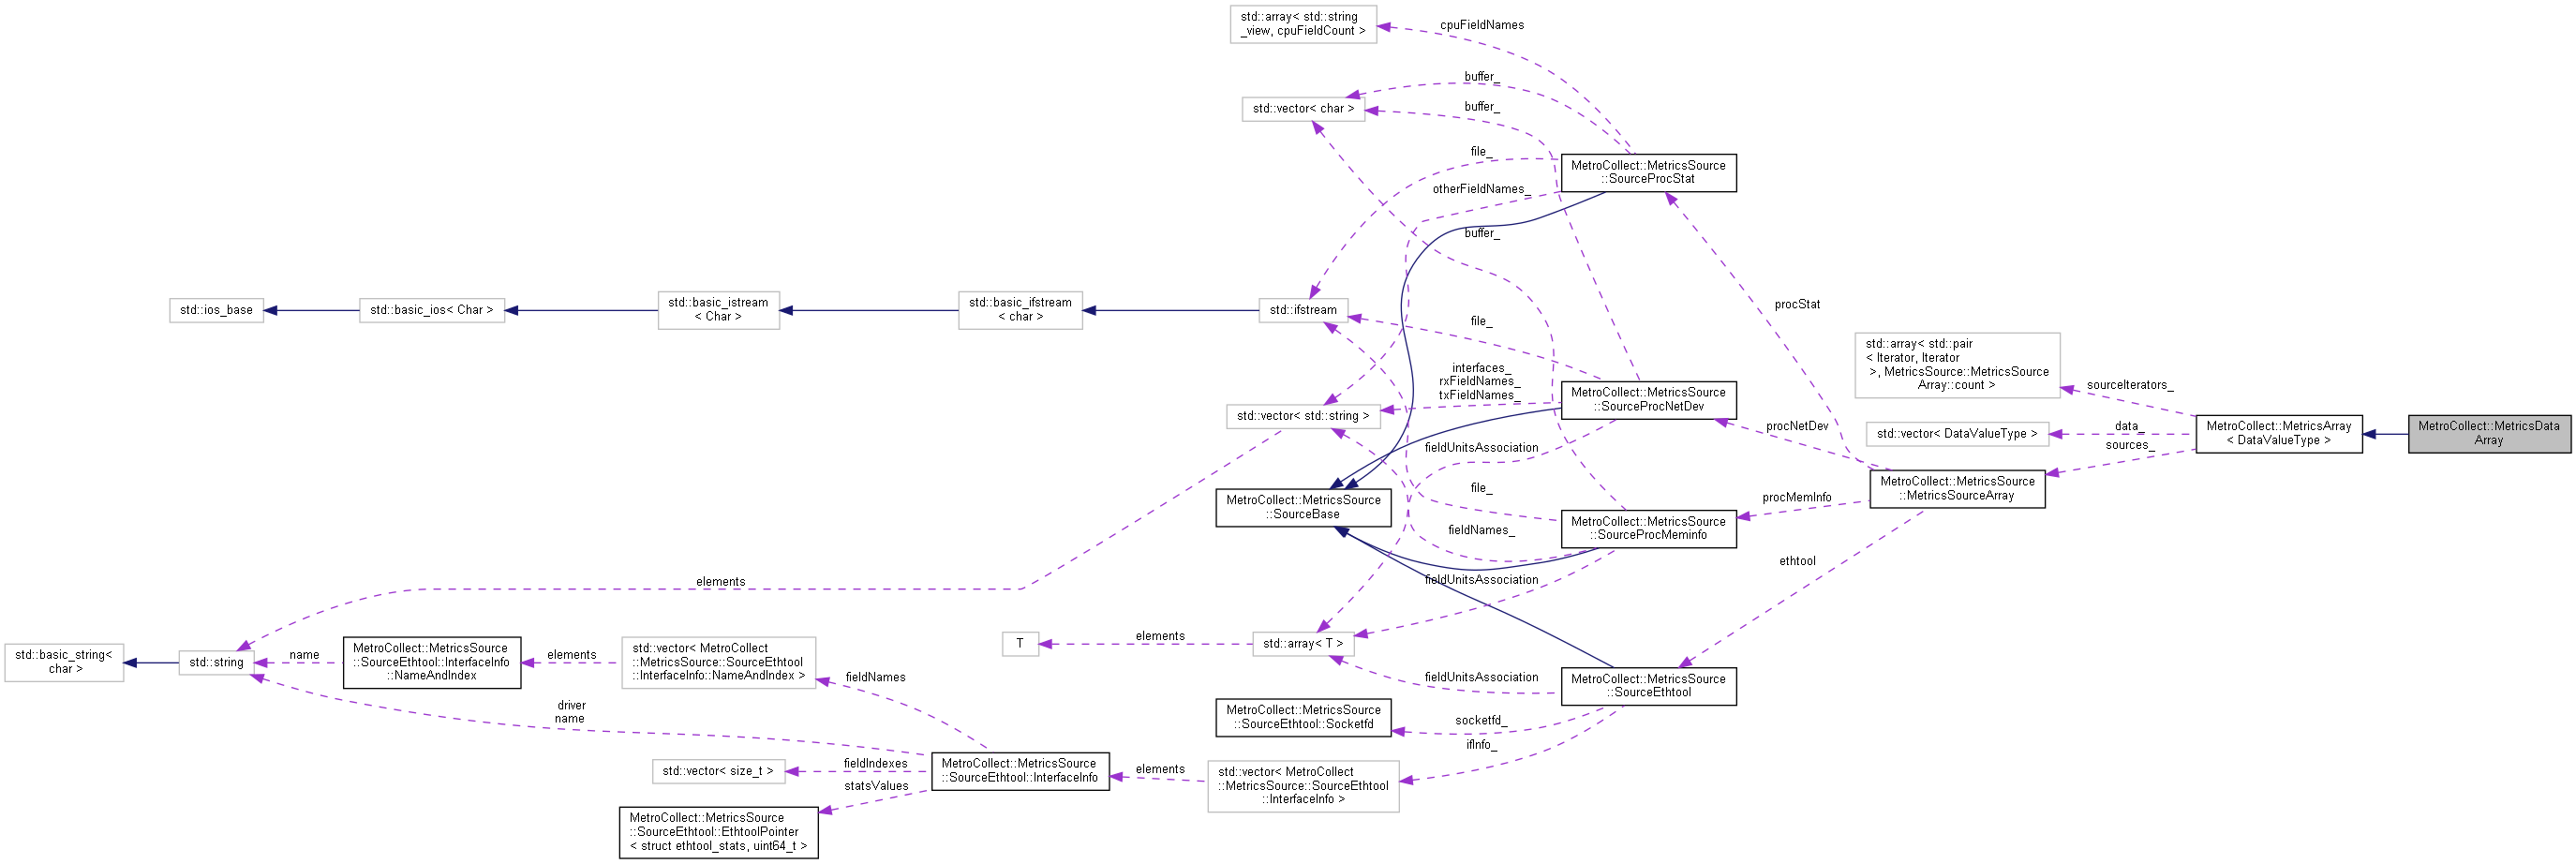 std::array< std::string
_view, cpuFieldCount >
cpuFieldNames
buffer_
std::vector< char >
buffer_
file_
MetroCollect::MetricsSource
::SourceProcStat
otherFieldNames_
buffer_
std::ios_base
std::basic_ios< Char >
std::basic_istream
< Char >
std::basic_ifstream
< char >
std::ifstream
procStat
file_
std::array< std::pair
< Iterator, Iterator
>, MetricsSource::MetricsSource
Array::count >
interfaces_
rxFieldNames_
txFieldNames_
MetroCollect::MetricsSource
::SourceProcNetDev
sourceIterators_
std::vector< std::string >
procNetDev
std::vector< DataValueType >
data_
MetroCollect::MetricsArray
< DataValueType >
MetroCollect::MetricsData
Array
fieldUnitsAssociation
sources_
MetroCollect::MetricsSource
::MetricsSourceArray
file_
procMemInfo
MetroCollect::MetricsSource
::SourceBase
fieldNames_
MetroCollect::MetricsSource
::SourceProcMeminfo
ethtool
elements
fieldUnitsAssociation
std::basic_string<
char >
std::string
name
MetroCollect::MetricsSource
::SourceEthtool::InterfaceInfo
::NameAndIndex
elements
std::vector< MetroCollect
::MetricsSource::SourceEthtool
::InterfaceInfo::NameAndIndex >
T
elements
std::array< T >
fieldNames
fieldUnitsAssociation
MetroCollect::MetricsSource
::SourceEthtool
driver
name
MetroCollect::MetricsSource
::SourceEthtool::Socketfd
socketfd_
ifInfo_
std::vector< size_t >
fieldIndexes
statsValues
MetroCollect::MetricsSource
::SourceEthtool::InterfaceInfo
elements
std::vector< MetroCollect
::MetricsSource::SourceEthtool
::InterfaceInfo >
MetroCollect::MetricsSource
::SourceEthtool::EthtoolPointer
< struct ethtool_stats, uint64_t >